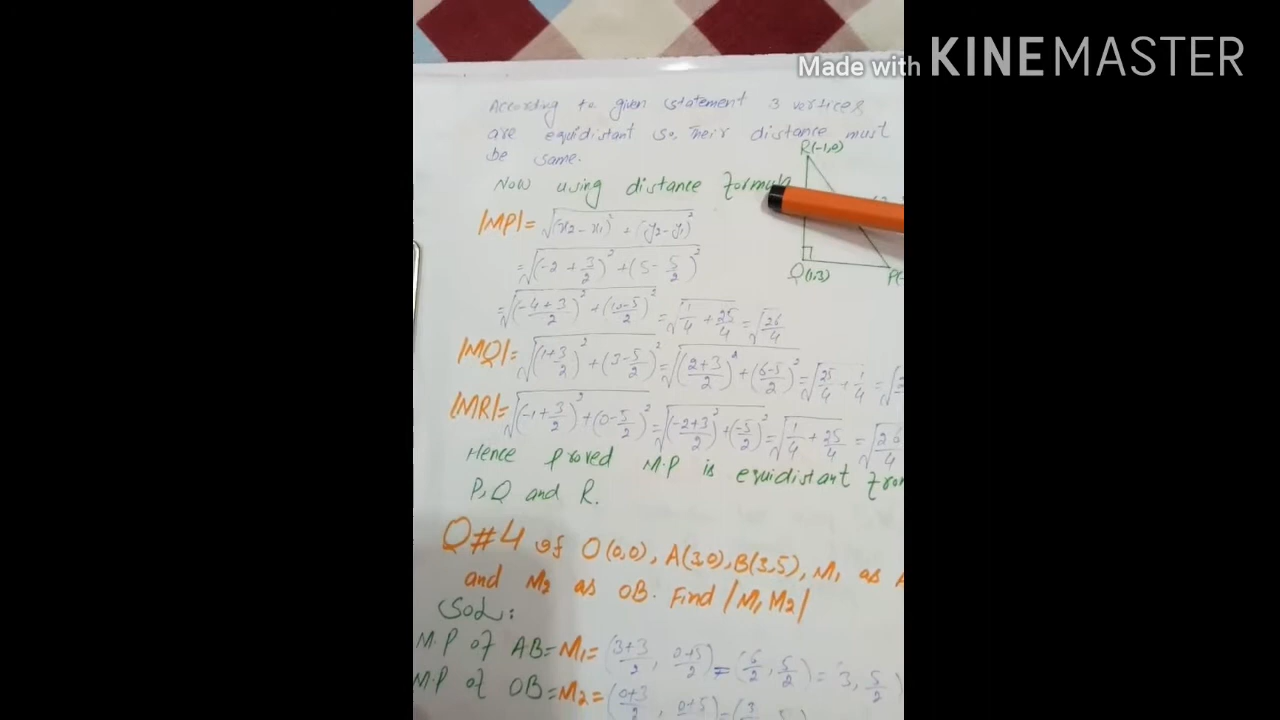 Made with KINEMASTER
According to given statement 3 vertices
are equidistant so, their distance must
be same.
R(-1,0)
Now using distance formula
|MP| = √(x₂ - x₁)² + (y₂ - y₁)²
= √(-2 + 3/2)² + (5 - 5/2)²
Q(1,3) P(-
= √(-4+3/2)² + (10-5/2)² = √1/4 + 25/4 = √26/4
|MQ| = √(1+3/2)² + (3-5/2)² = √(2+3/2)² + (6-5/2)² = √25/4 + 1/4 = √2
|MR| = √(-1+3/2)² + (0-5/2)² = √(-2+3/2)² + (-5/2)² = √1/4 + 25/4 = √26/4
Hence proved M.P is equidistant from
P, Q and R.
Q#4 If O(0,0), A(3,0), B(3,5), M₁ as A
and M₂ as OB. Find |M₁M₂|
Sol:
M.P of AB = M₁ = (3+3/2, 0+5/2) = (6/2, 5/2) = 3, 5/2)
M.P of OB = M₂ = (0+3/2, 0+5) = (3